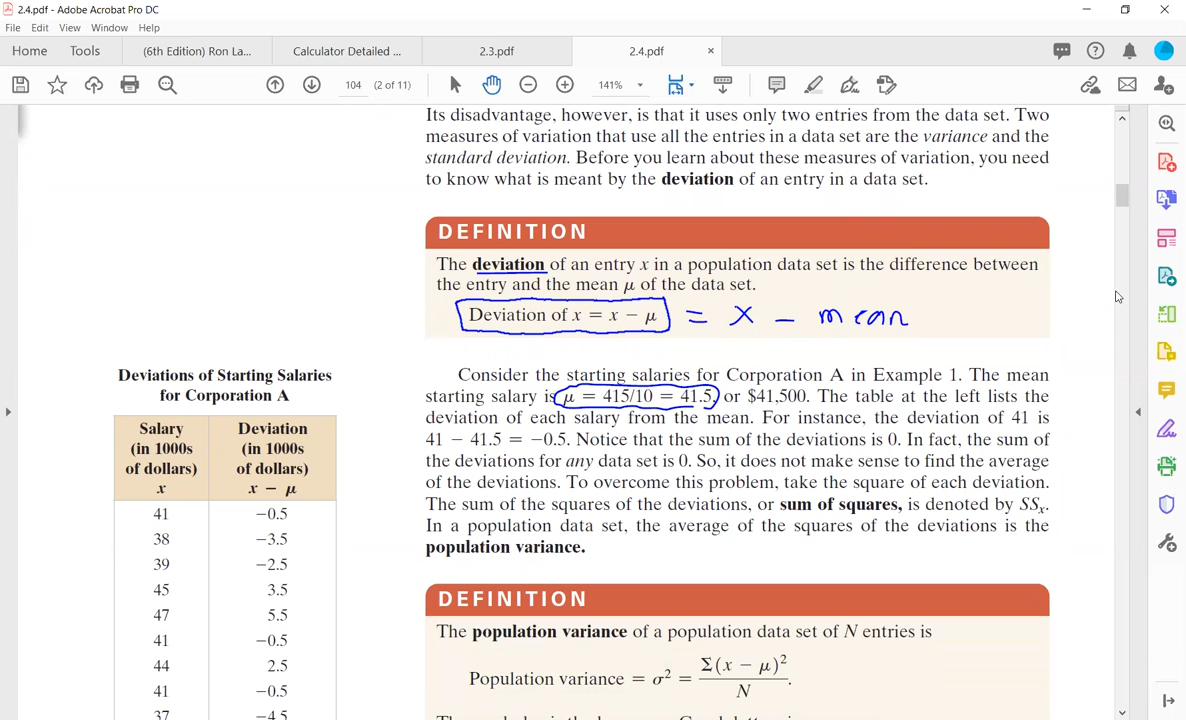 2.4.pdf - Adobe Acrobat Pro DC
File Edit View Window Help
Home Tools (6th Edition) Ron La... Calculator Detailed ... 2.3.pdf 2.4.pdf ×
104 (2 of 11) 141%
Its disadvantage, however, is that it uses only two entries from the data set. Two
measures of variation that use all the entries in a data set are the variance and the
standard deviation. Before you learn about these measures of variation, you need
to know what is meant by the deviation of an entry in a data set.
DEFINITION
The deviation of an entry x in a population data set is the difference between
the entry and the mean μ of the data set.
Deviation of x = x − μ = x − mean
Consider the starting salaries for Corporation A in Example 1. The mean
starting salary is μ = 415/10 = 41.5, or $41,500. The table at the left lists the
deviation of each salary from the mean. For instance, the deviation of 41 is
41 − 41.5 = −0.5. Notice that the sum of the deviations is 0. In fact, the sum of
the deviations for any data set is 0. So, it does not make sense to find the average
of the deviations. To overcome this problem, take the square of each deviation.
The sum of the squares of the deviations, or sum of squares, is denoted by SSₓ.
In a population data set, the average of the squares of the deviations is the
population variance.
Deviations of Starting Salaries
for Corporation A
Salary Deviation
(in 1000s (in 1000s
of dollars) of dollars)
x x − μ
41 −0.5
38 −3.5
39 −2.5
45 3.5
47 5.5
41 −0.5
44 2.5
41 −0.5
37 −4.5
DEFINITION
The population variance of a population data set of N entries is
Population variance = σ² = Σ(x − μ)²
N.